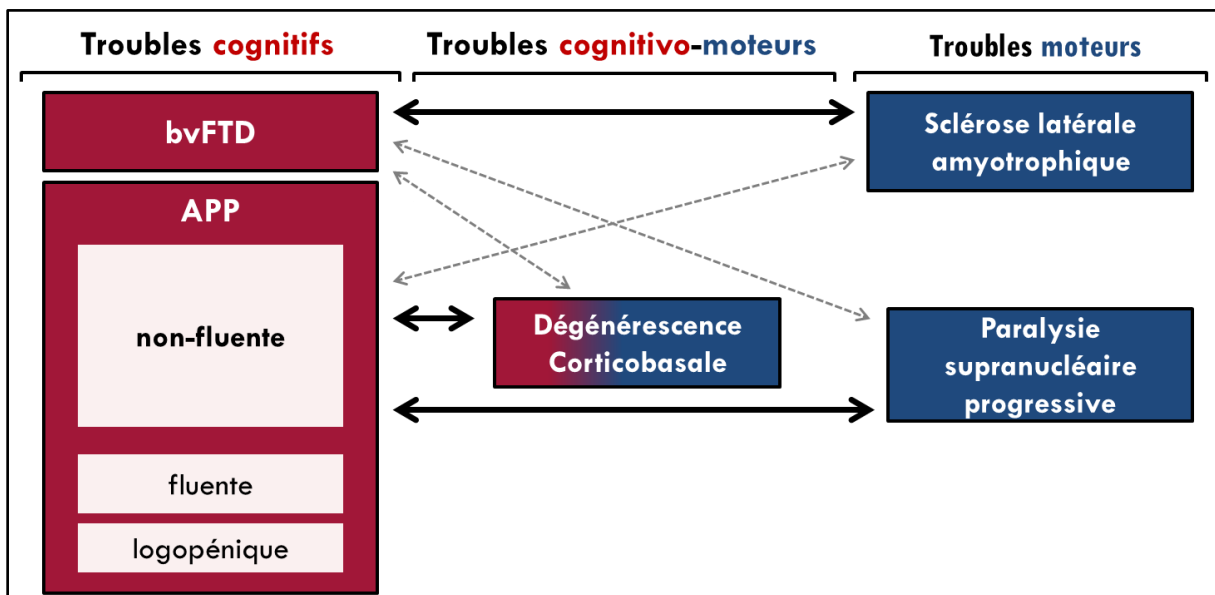 Troubles cognitifs
Troubles cognitivo-moteurs
Troubles moteurs
bvFTD
Sclérose latérale
amyotrophique
APP
non-fluente
Dégénérescence
Corticobasale
Paralysie
supranucléaire
progressive
fluente
logopénique